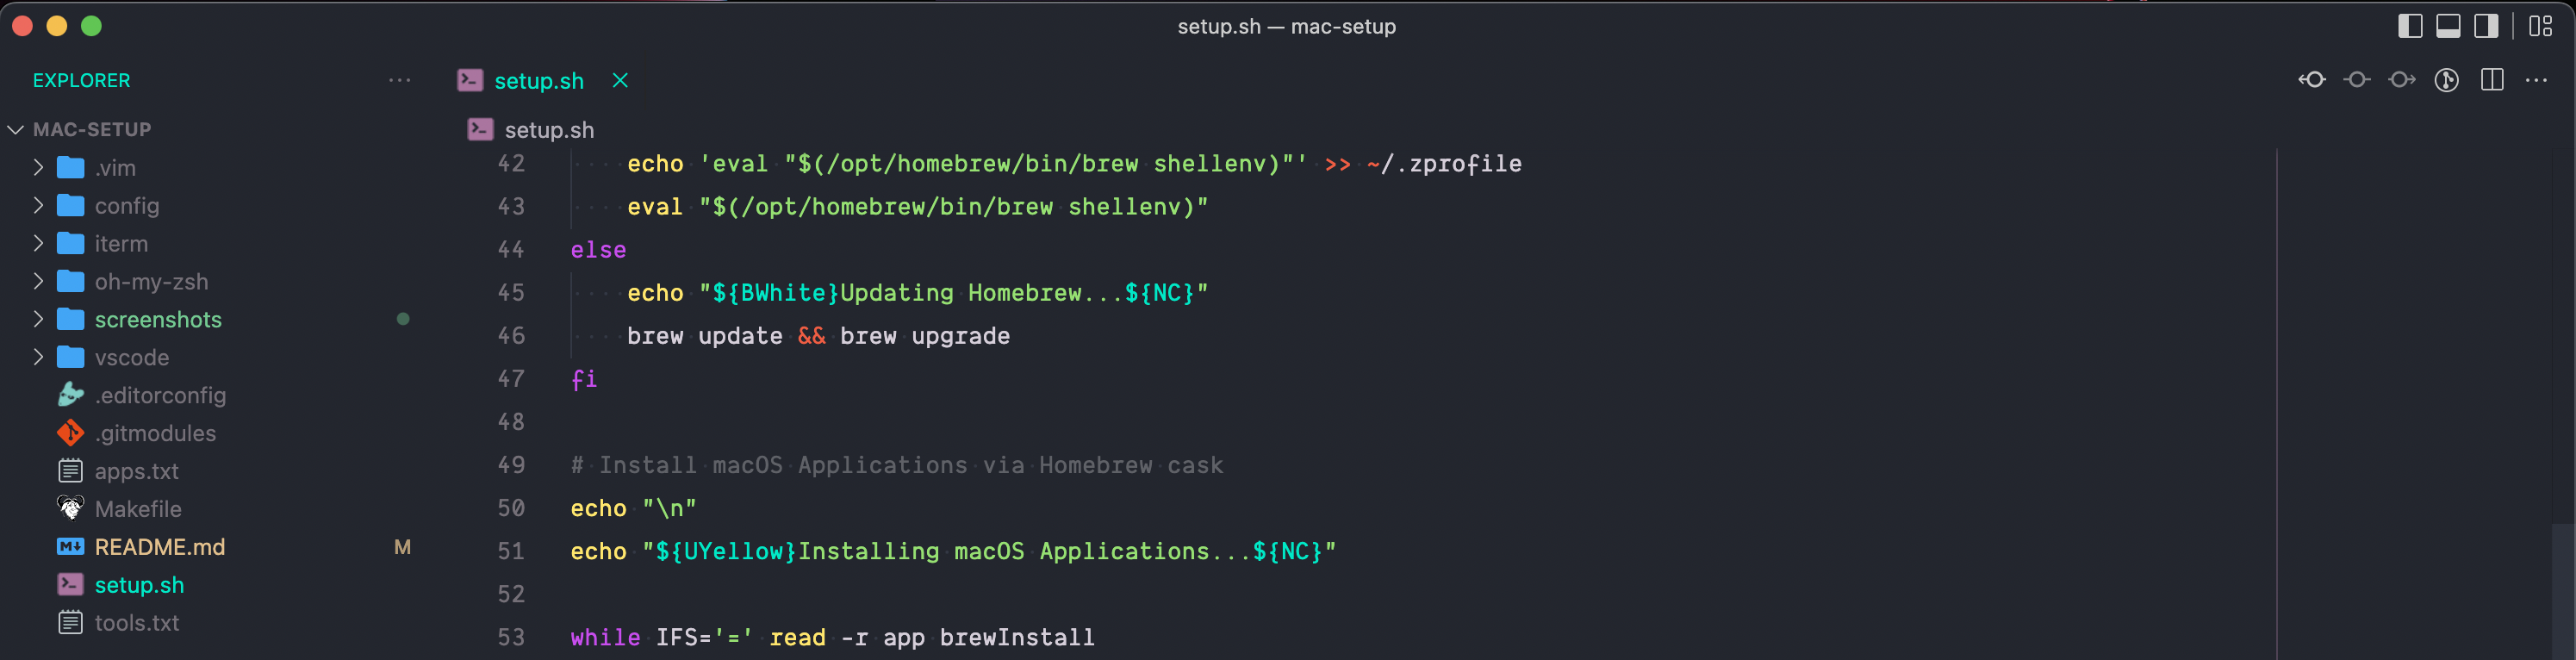 setup.sh — mac-setup
EXPLORER
MAC-SETUP
.vim
config
iterm
oh-my-zsh
screenshots
vscode
.editorconfig
.gitmodules
apps.txt
Makefile
README.md M
setup.sh
tools.txt
setup.sh
setup.sh
42 echo 'eval "$(/opt/homebrew/bin/brew shellenv)"' >> ~/.zprofile
43 eval "$(/opt/homebrew/bin/brew shellenv)"
44 else
45 echo "${BWhite}Updating Homebrew...${NC}"
46 brew update && brew upgrade
47 fi
48
49 # Install macOS Applications via Homebrew cask
50 echo "\n"
51 echo "${UYellow}Installing macOS Applications...${NC}"
52
53 while IFS='=' read -r app brewInstall